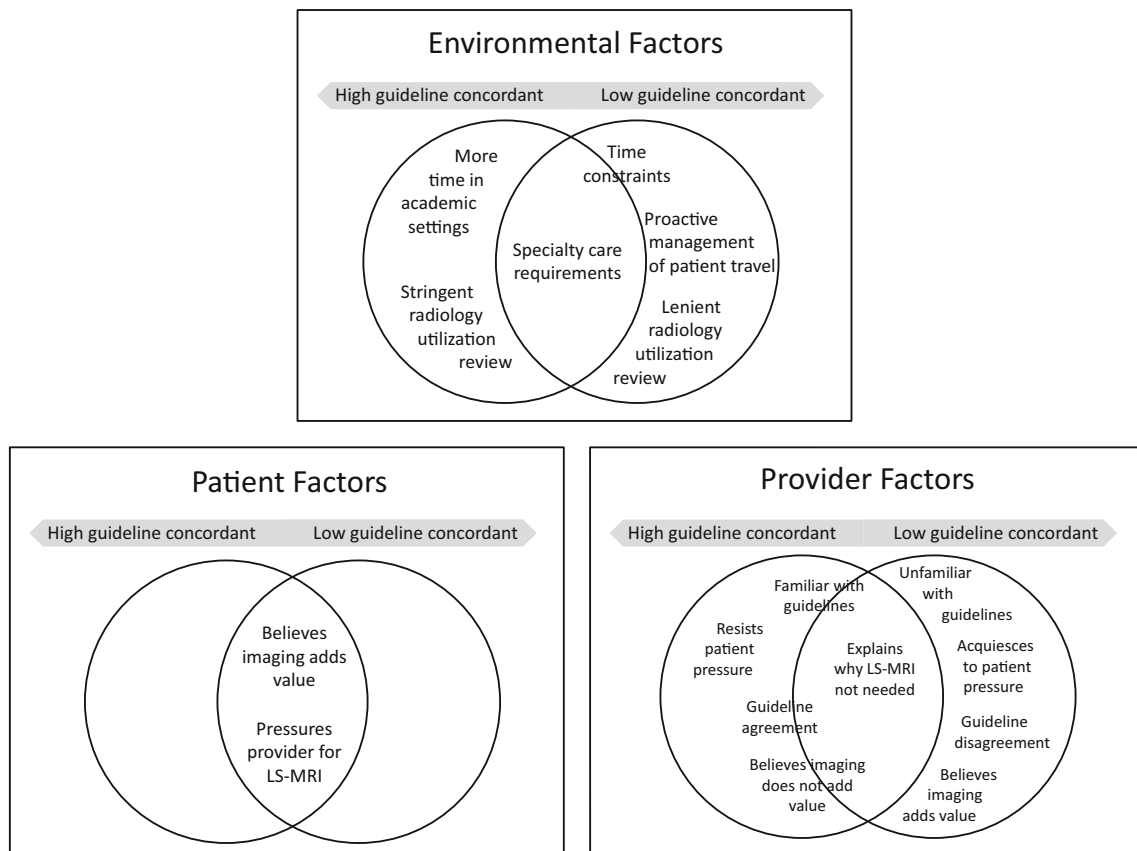 Environmental Factors
High guideline concordant
Low guideline concordant
More
time in
academic
settings
Stringent
radiology
utilization
review
Specialty care
requirements
Time
constraints
Proactive
management
of patient travel
Lenient
radiology
utilization
review
Patient Factors
High guideline concordant
Low guideline concordant
Believes
imaging adds
value
Pressures
provider for
LS-MRI
Provider Factors
High guideline concordant
Low guideline concordant
Familiar with
guidelines
Resists
patient
pressure
Guideline
agreement
Believes imaging
does not add
value
Explains
why LS-MRI
not needed
Unfamiliar
with
guidelines
Acquiesces
to patient
pressure
Guideline
disagreement
Believes
imaging
adds value